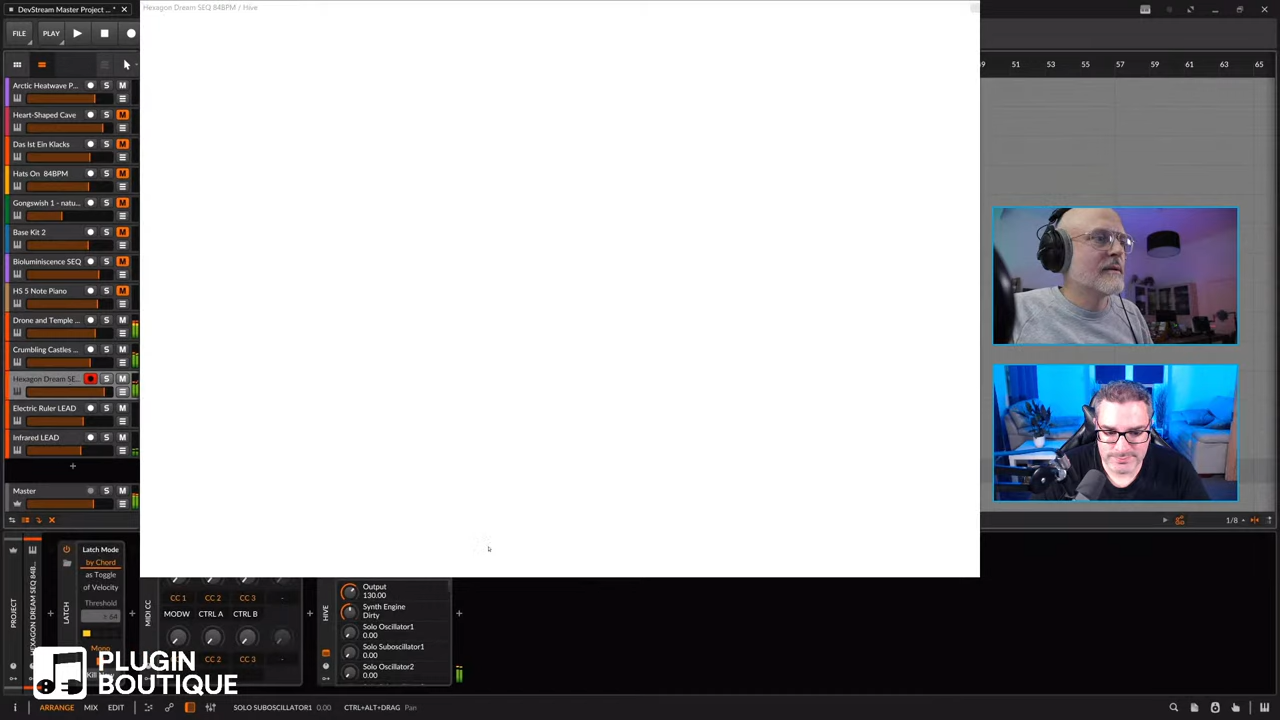 DevStream Master Project ... *
Hexagon Dream SEQ 84BPM / Hive
FILE
PLAY
49
51
53
55
57
59
61
63
65
Arctic Heatwave P...
S
M
Heart-Shaped Cave
S
M
Das Ist Ein Klacks
S
M
Hats On 84BPM
S
M
Gongswish 1 - natu...
S
M
Base Kit 2
S
M
Bioluminiscence SEQ
S
M
HS 5 Note Piano
S
M
Drone and Temple ...
S
M
Crumbling Castles ...
S
M
Hexagon Dream SE...
S
M
Electric Ruler LEAD
S
M
Infrared LEAD
S
M
Master
S
M
1/8
PROJECT
HEXAGON DREAM SEQ 84B...
LATCH
Latch Mode
by Chord
as Toggle
of Velocity
Threshold
64
Mono
MIDI CC
CC 1
CC 2
CC 3
MODW
CTRL A
CTRL B
CC 2
CC 3
HIVE
Output
130.00
Synth Engine
Dirty
Solo Oscillator1
0.00
Solo Suboscillator1
0.00
Solo Oscillator2
0.00
PLUGIN
BOUTIQUE
ARRANGE
MIX
EDIT
SOLO SUBOSCILLATOR1 0.00
CTRL+ALT+DRAG Pan